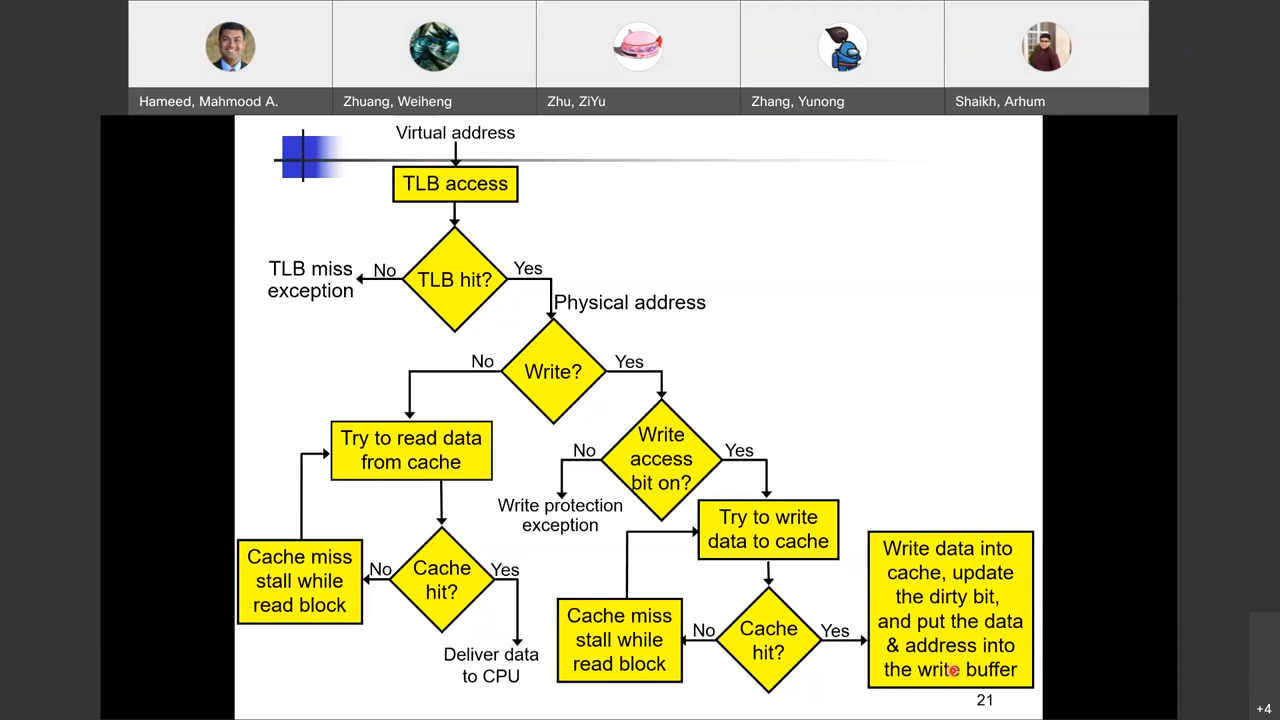 Hameed, Mahmood A.
Zhuang, Weiheng
Zhu, ZiYu
Zhang, Yunong
Shaikh, Arhum
Virtual address
TLB access
TLB hit?
No
Yes
TLB miss
exception
Physical address
Write?
No
Yes
Try to read data
from cache
Write
access
bit on?
No
Yes
Write protection
exception
Try to write
data to cache
Cache miss
stall while
read block
No
Cache
hit?
Yes
Deliver data
to CPU
Cache miss
stall while
read block
No
Cache
hit?
Yes
Write data into
cache, update
the dirty bit,
and put the data
& address into
the write buffer
21
+4